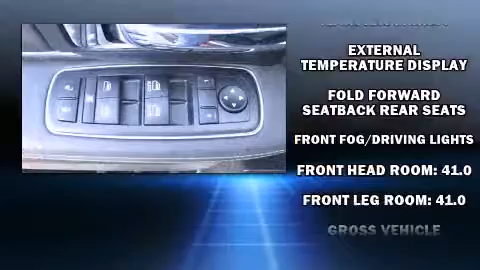 EXTERNAL
TEMPERATURE DISPLAY
FOLD FORWARD
SEATBACK REAR SEATS
FRONT FOG/DRIVING LIGHTS
FRONT HEAD ROOM: 41.0
FRONT LEG ROOM: 41.0
GROSS VEHICLE